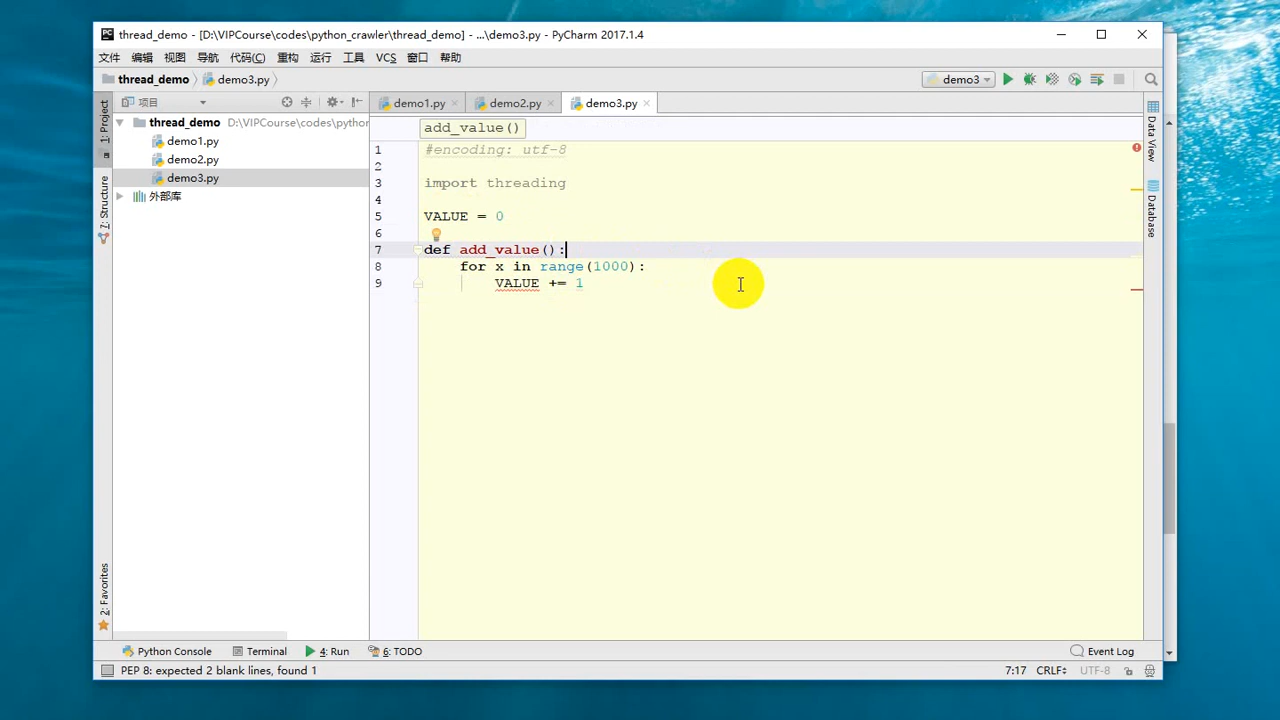 thread_demo - [D:\VIPCourse\codes\python_crawler\thread_demo] - ...\demo3.py - PyCharm 2017.1.4
文件 编辑 视图 导航 代码(C) 重构 运行 工具 VCS 窗口 帮助
thread_demo demo3.py demo3
项目 demo1.py demo2.py demo3.py
1: Project
7: Structure
2: Favorites
thread_demo D:\VIPCourse\codes\python
demo1.py
demo2.py
demo3.py
外部库
add_value()
1 #encoding: utf-8
2
3 import threading
4
5 VALUE = 0
6
7 def add_value():
8 for x in range(1000):
9 VALUE += 1
Data View
Database
Python Console Terminal 4: Run 6: TODO Event Log
PEP 8: expected 2 blank lines, found 1 7:17 CRLF UTF-8